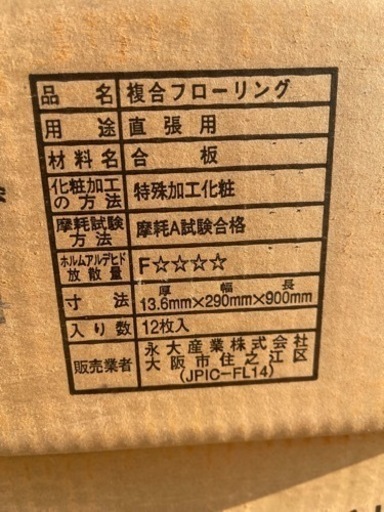 品名 複合フローリング
用途 直張用
材料名 合板
化粧加工の方法 特殊加工化粧
摩耗試験方法 摩耗A試験合格
ホルムアルデヒド放散量 F☆☆☆☆
寸法 厚 幅 長
13.6mm×290mm×900mm
入り数 12枚入
販売業者 永大産業株式会社
大阪市住之江区
(JPIC-FL14)